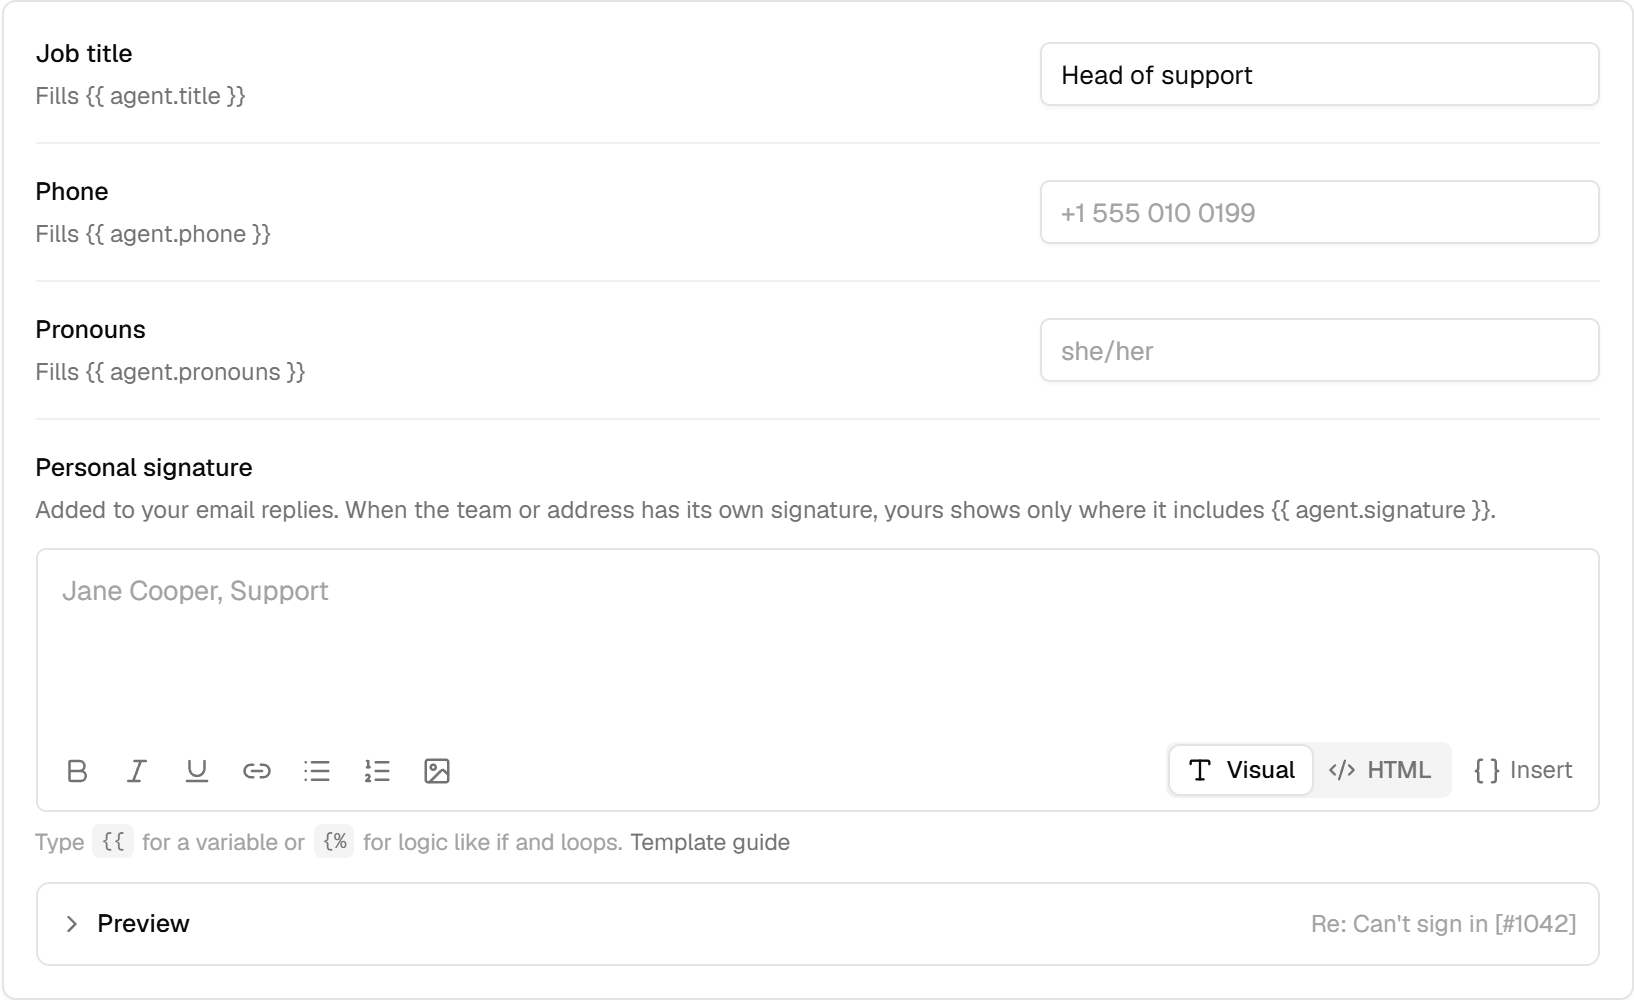 Job title
Fills {{ agent.title }}
Head of support
Phone
Fills {{ agent.phone }}
+1 555 010 0199
Pronouns
Fills {{ agent.pronouns }}
she/her
Personal signature
Added to your email replies. When the team or address has its own signature, yours shows only where it includes {{ agent.signature }}.
Jane Cooper, Support
Visual </> HTML { } Insert
Type {{ for a variable or {% for logic like if and loops. Template guide
Preview
Re: Can't sign in [#1042]